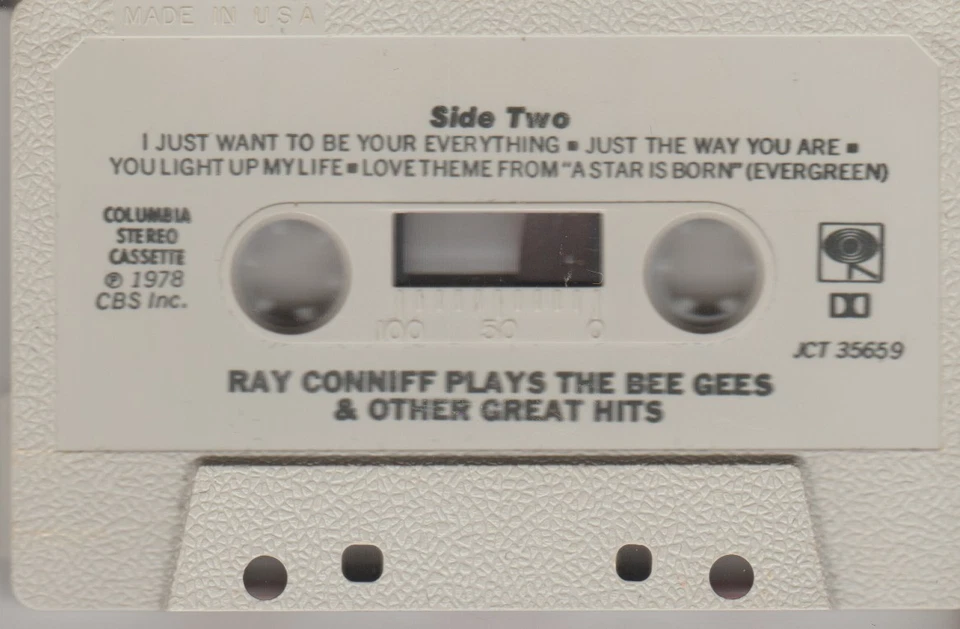 MADE IN USA
Side Two
I JUST WANT TO BE YOUR EVERYTHING ▪ JUST THE WAY YOU ARE ▪
YOU LIGHT UP MY LIFE ▪ LOVE THEME FROM "A STAR IS BORN" (EVERGREEN)
COLUMBIA
STEREO
CASSETTE
℗ 1978
CBS Inc.
100 50 0
JCT 35659
RAY CONNIFF PLAYS THE BEE GEES
& OTHER GREAT HITS